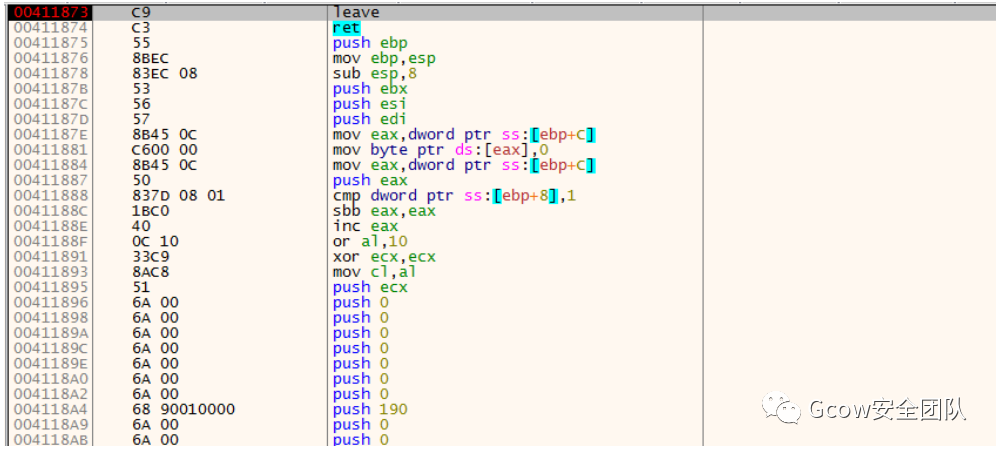 00411873 C9 leave
00411874 C3 ret
00411875 55 push ebp
00411876 8BEC mov ebp,esp
00411878 83EC 08 sub esp,8
0041187B 53 push ebx
0041187C 56 push esi
0041187D 57 push edi
0041187E 8B45 0C mov eax,dword ptr ss:[ebp+C]
00411881 C600 00 mov byte ptr ds:[eax],0
00411884 8B45 0C mov eax,dword ptr ss:[ebp+C]
00411887 50 push eax
00411888 837D 08 01 cmp dword ptr ss:[ebp+8],1
0041188C 1BC0 sbb eax,eax
0041188E 40 inc eax
0041188F 0C 10 or al,10
00411891 33C9 xor ecx,ecx
00411893 8AC8 mov cl,al
00411895 51 push ecx
00411896 6A 00 push 0
00411898 6A 00 push 0
0041189A 6A 00 push 0
0041189C 6A 00 push 0
0041189E 6A 00 push 0
004118A0 6A 00 push 0
004118A2 6A 00 push 0
004118A4 68 90010000 push 190
004118A9 6A 00 push 0
004118AB 6A 00 push 0
Gcow安全团队